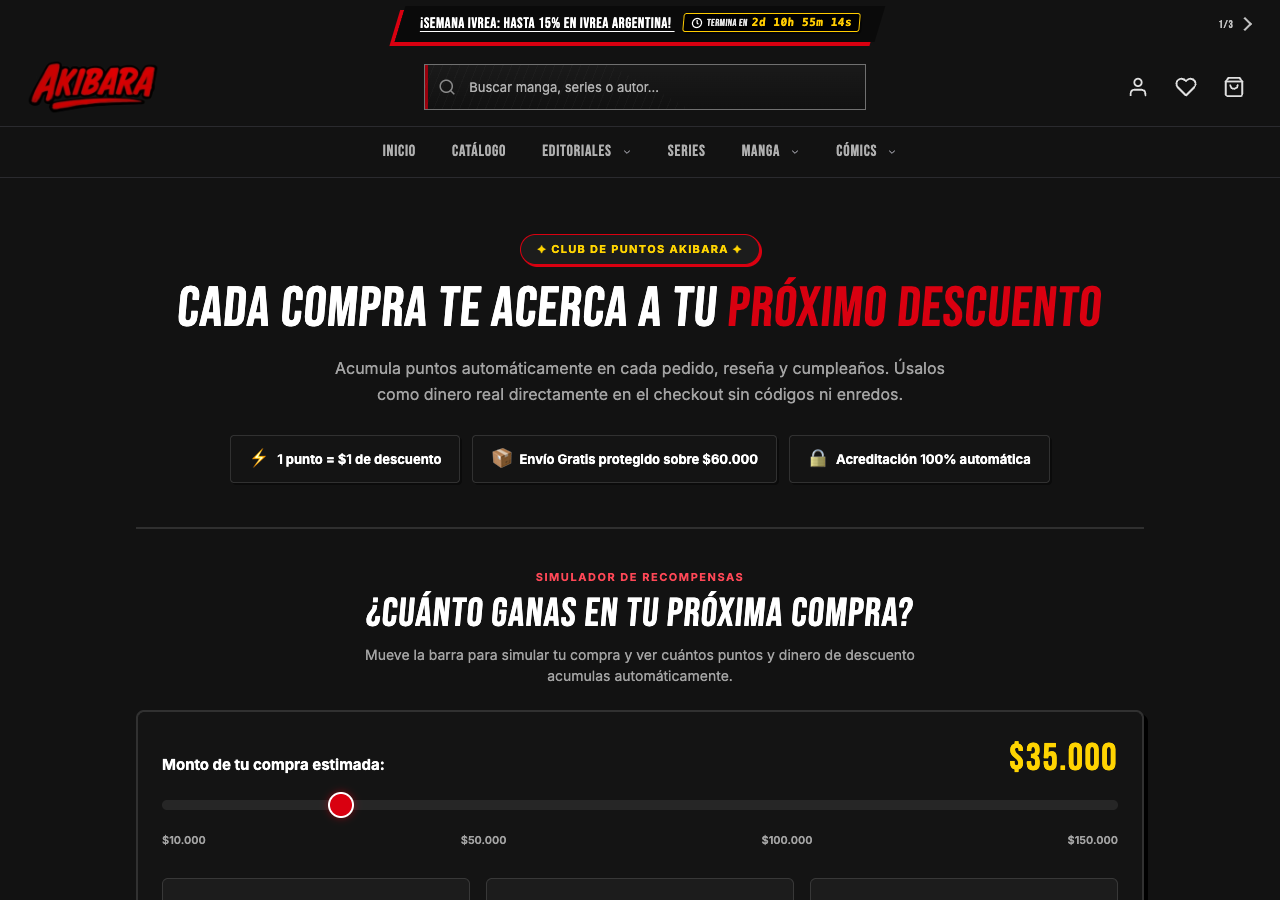 ¡SEMANA IVREA: HASTA 15% EN IVREA ARGENTINA! TERMINA EN 2d 10h 55m 14s
1/3
AKIBARA
Buscar manga, series o autor...
INICIO CATÁLOGO EDITORIALES SERIES MANGA CÓMICS
✦ CLUB DE PUNTOS AKIBARA ✦
CADA COMPRA TE ACERCA A TU PRÓXIMO DESCUENTO
Acumula puntos automáticamente en cada pedido, reseña y cumpleaños. Úsalos
como dinero real directamente en el checkout sin códigos ni enredos.
⚡ 1 punto = $1 de descuento
📦 Envío Gratis protegido sobre $60.000
🔒 Acreditación 100% automática
SIMULADOR DE RECOMPENSAS
¿CUÁNTO GANAS EN TU PRÓXIMA COMPRA?
Mueve la barra para simular tu compra y ver cuántos puntos y dinero de descuento
acumulas automáticamente.
Monto de tu compra estimada:
$35.000
$10.000 $50.000 $100.000 $150.000